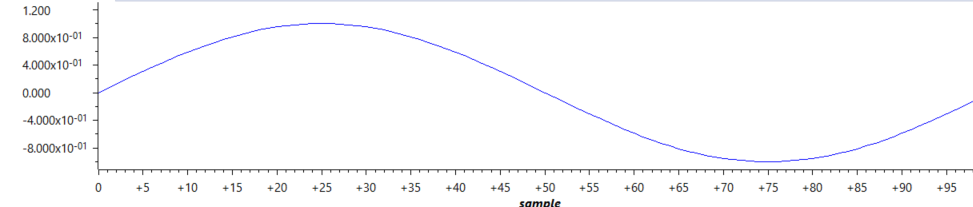 1.200
8.000x10⁻⁰¹
4.000x10⁻⁰¹
0.000
-4.000x10⁻⁰¹
-8.000x10⁻⁰¹
0 +5 +10 +15 +20 +25 +30 +35 +40 +45 +50 +55 +60 +65 +70 +75 +80 +85 +90 +95
sample